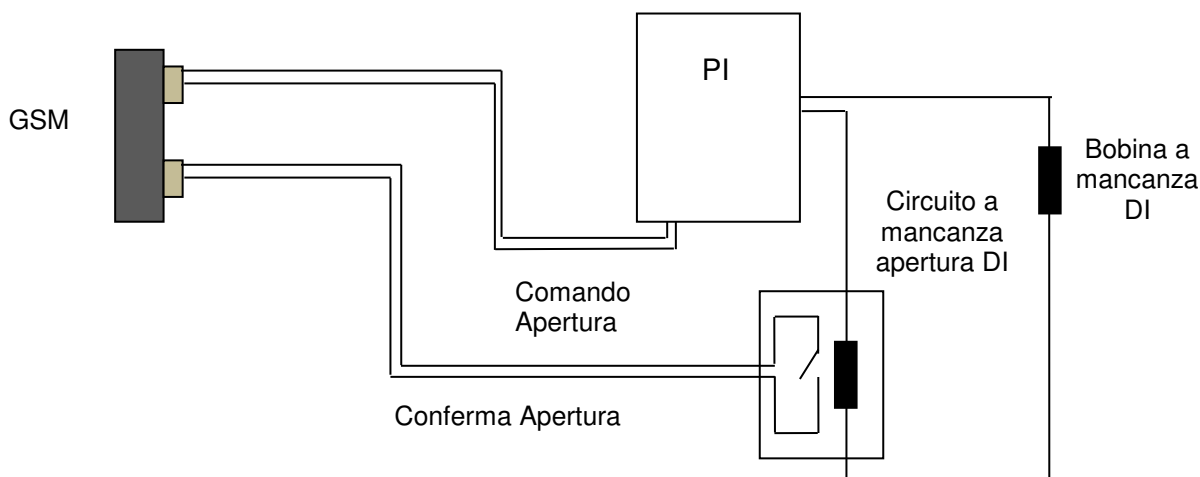 PI
GSM
Bobina a
mancanza
DI
Circuito a
mancanza
apertura DI
Comando
Apertura
Conferma Apertura